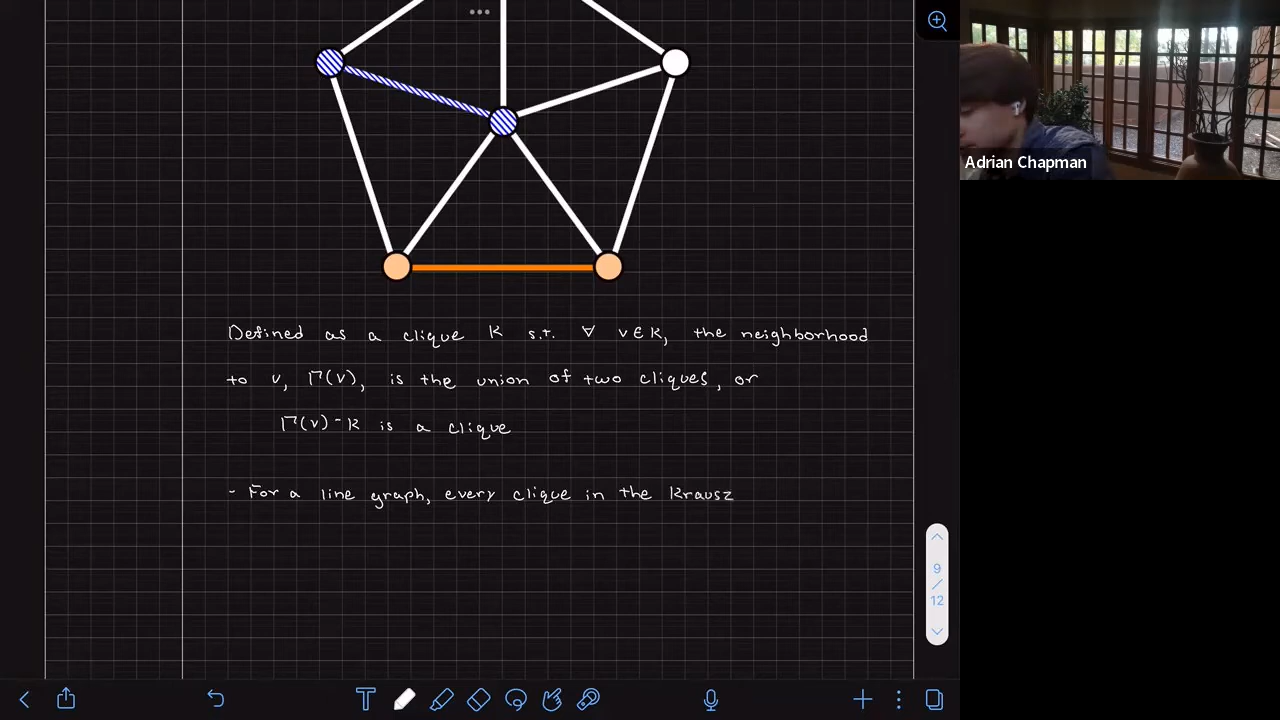 Adrian Chapman
Defined as a clique K s.t. ∀ v∈K, the neighborhood
to v, Γ(v), is the union of two cliques, or
Γ(v)-K is a clique
- For a line graph, every clique in the Krausz
9
/
12
T